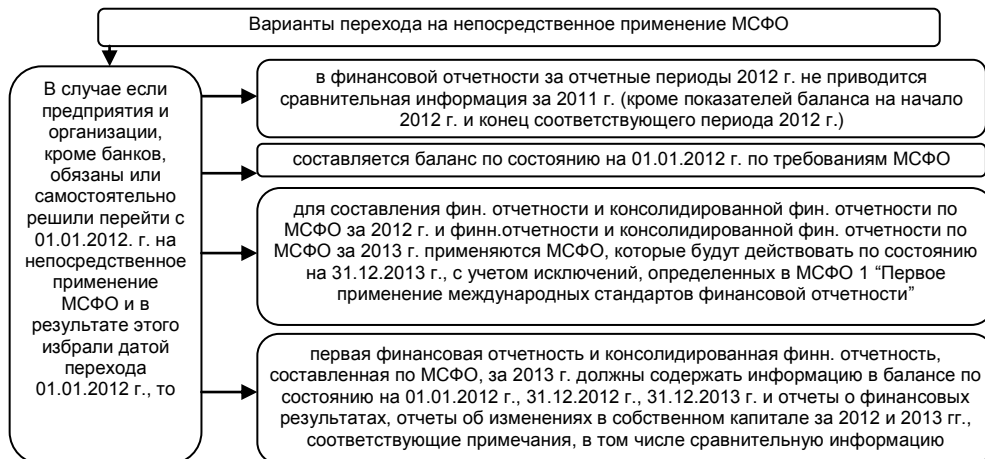 Варианты перехода на непосредственное применение МСФО
В случае если
предприятия и
организации,
кроме банков,
обязаны или
самостоятельно
решили перейти с
01.01.2012. г. на
непосредственное
применение
МСФО и в
результате этого
избрали датой
перехода
01.01.2012 г., то
в финансовой отчетности за отчетные периоды 2012 г. не приводится
сравнительная информация за 2011 г. (кроме показателей баланса на начало
2012 г. и конец соответствующего периода 2012 г.)
составляется баланс по состоянию на 01.01.2012 г. по требованиям МСФО
для составления фин. отчетности и консолидированной фин. отчетности по
МСФО за 2012 г. и финн.отчетности и консолидированной фин. отчетности по
МСФО за 2013 г. применяются МСФО, которые будут действовать по состоянию
на 31.12.2013 г., с учетом исключений, определенных в МСФО 1 “Первое
применение международных стандартов финансовой отчетности”
первая финансовая отчетность и консолидированная финн. отчетность,
составленная по МСФО, за 2013 г. должны содержать информацию в балансе по
состоянию на 01.01.2012 г., 31.12.2012 г., 31.12.2013 г. и отчеты о финансовых
результатах, отчеты об изменениях в собственном капитале за 2012 и 2013 гг.,
соответствующие примечания, в том числе сравнительную информацию